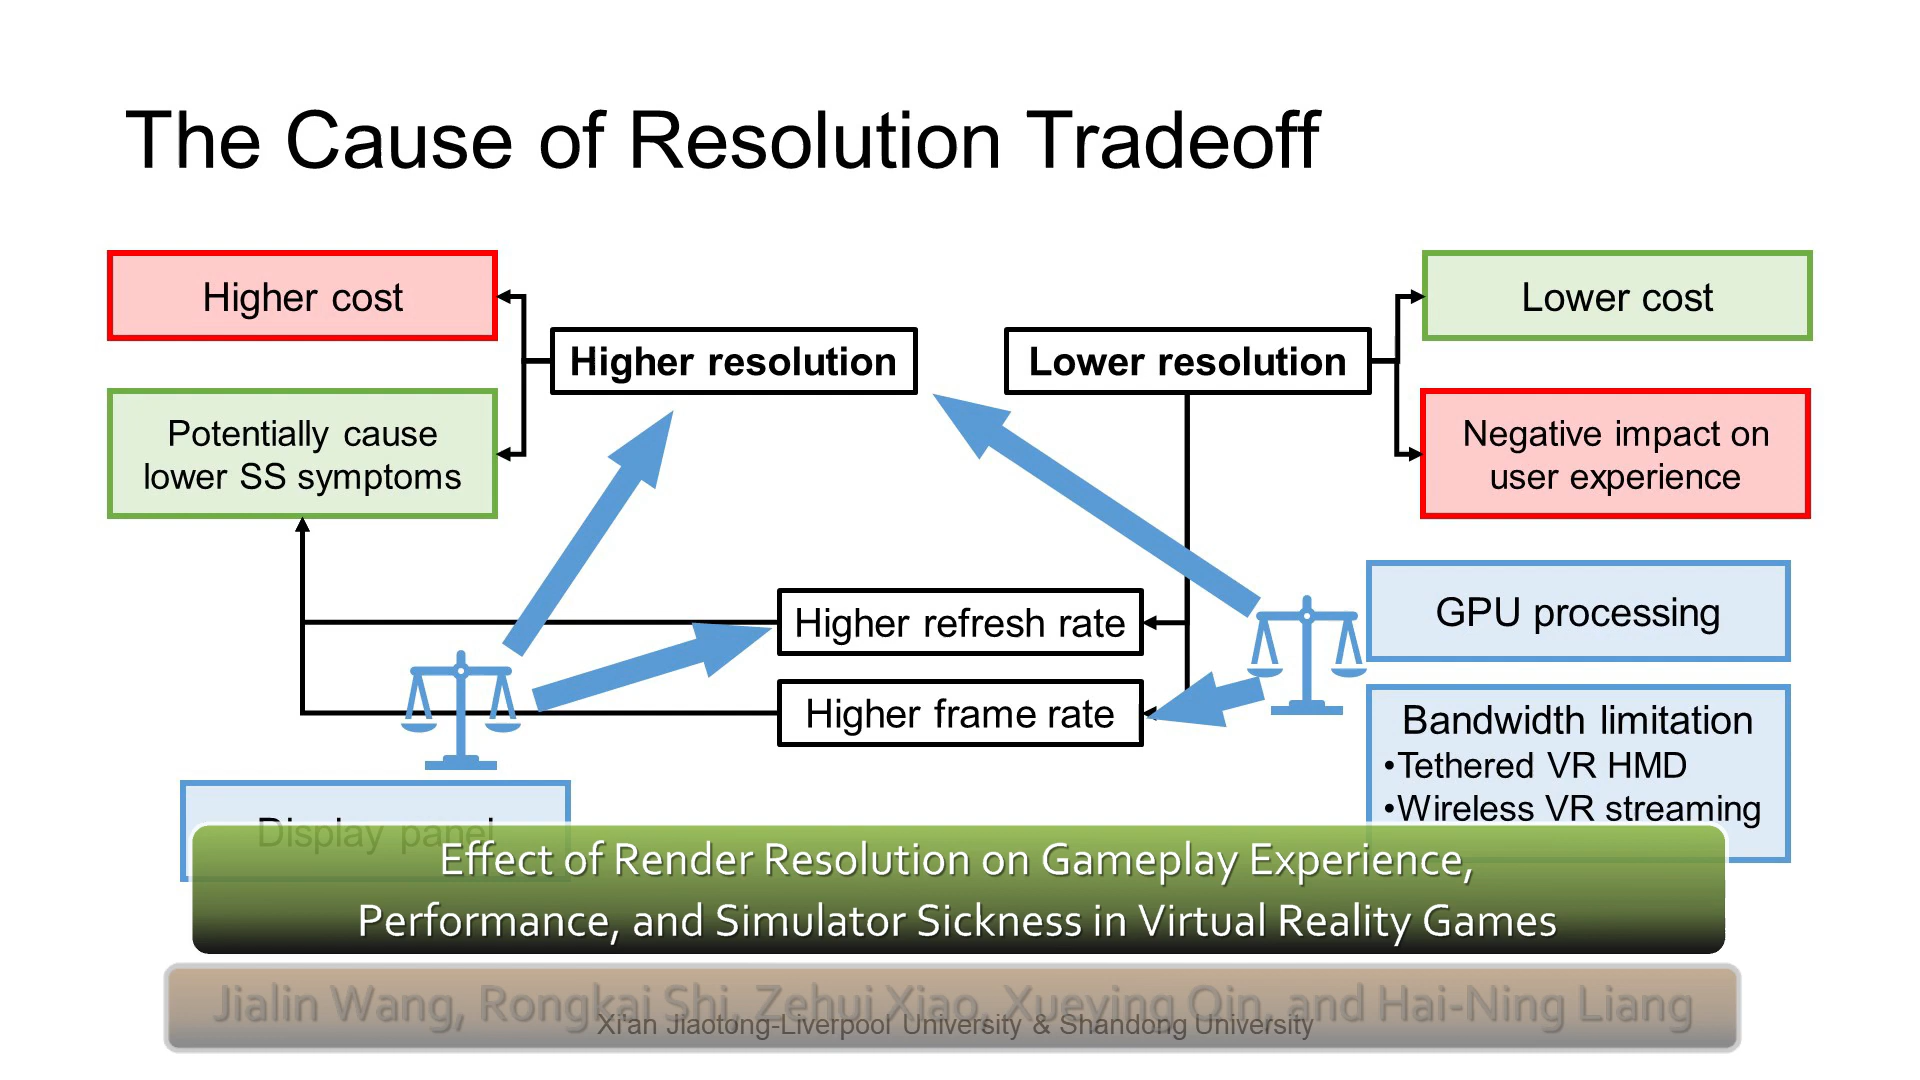 The Cause of Resolution Tradeoff
Higher cost
Lower cost
Higher resolution
Lower resolution
Potentially cause
lower SS symptoms
Negative impact on
user experience
Higher refresh rate
GPU processing
Higher frame rate
Bandwidth limitation
•Tethered VR HMD
•Wireless VR streaming
Display panel
Effect of Render Resolution on Gameplay Experience,
Performance, and Simulator Sickness in Virtual Reality Games
Jialin Wang, Rongkai Shi, Zehui Xiao, Xueying Qin, and Hai-Ning Liang
Xi'an Jiaotong-Liverpool University & Shandong University